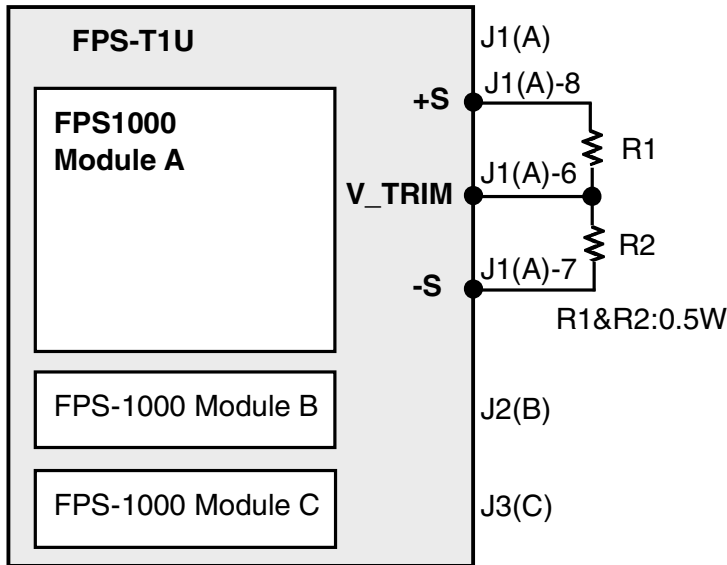 FPS-T1U
J1(A)
+S
J1(A)-8
FPS1000
Module A
R1
V_TRIM
J1(A)-6
R2
-S
J1(A)-7
R1&R2:0.5W
FPS-1000 Module B
J2(B)
FPS-1000 Module C
J3(C)